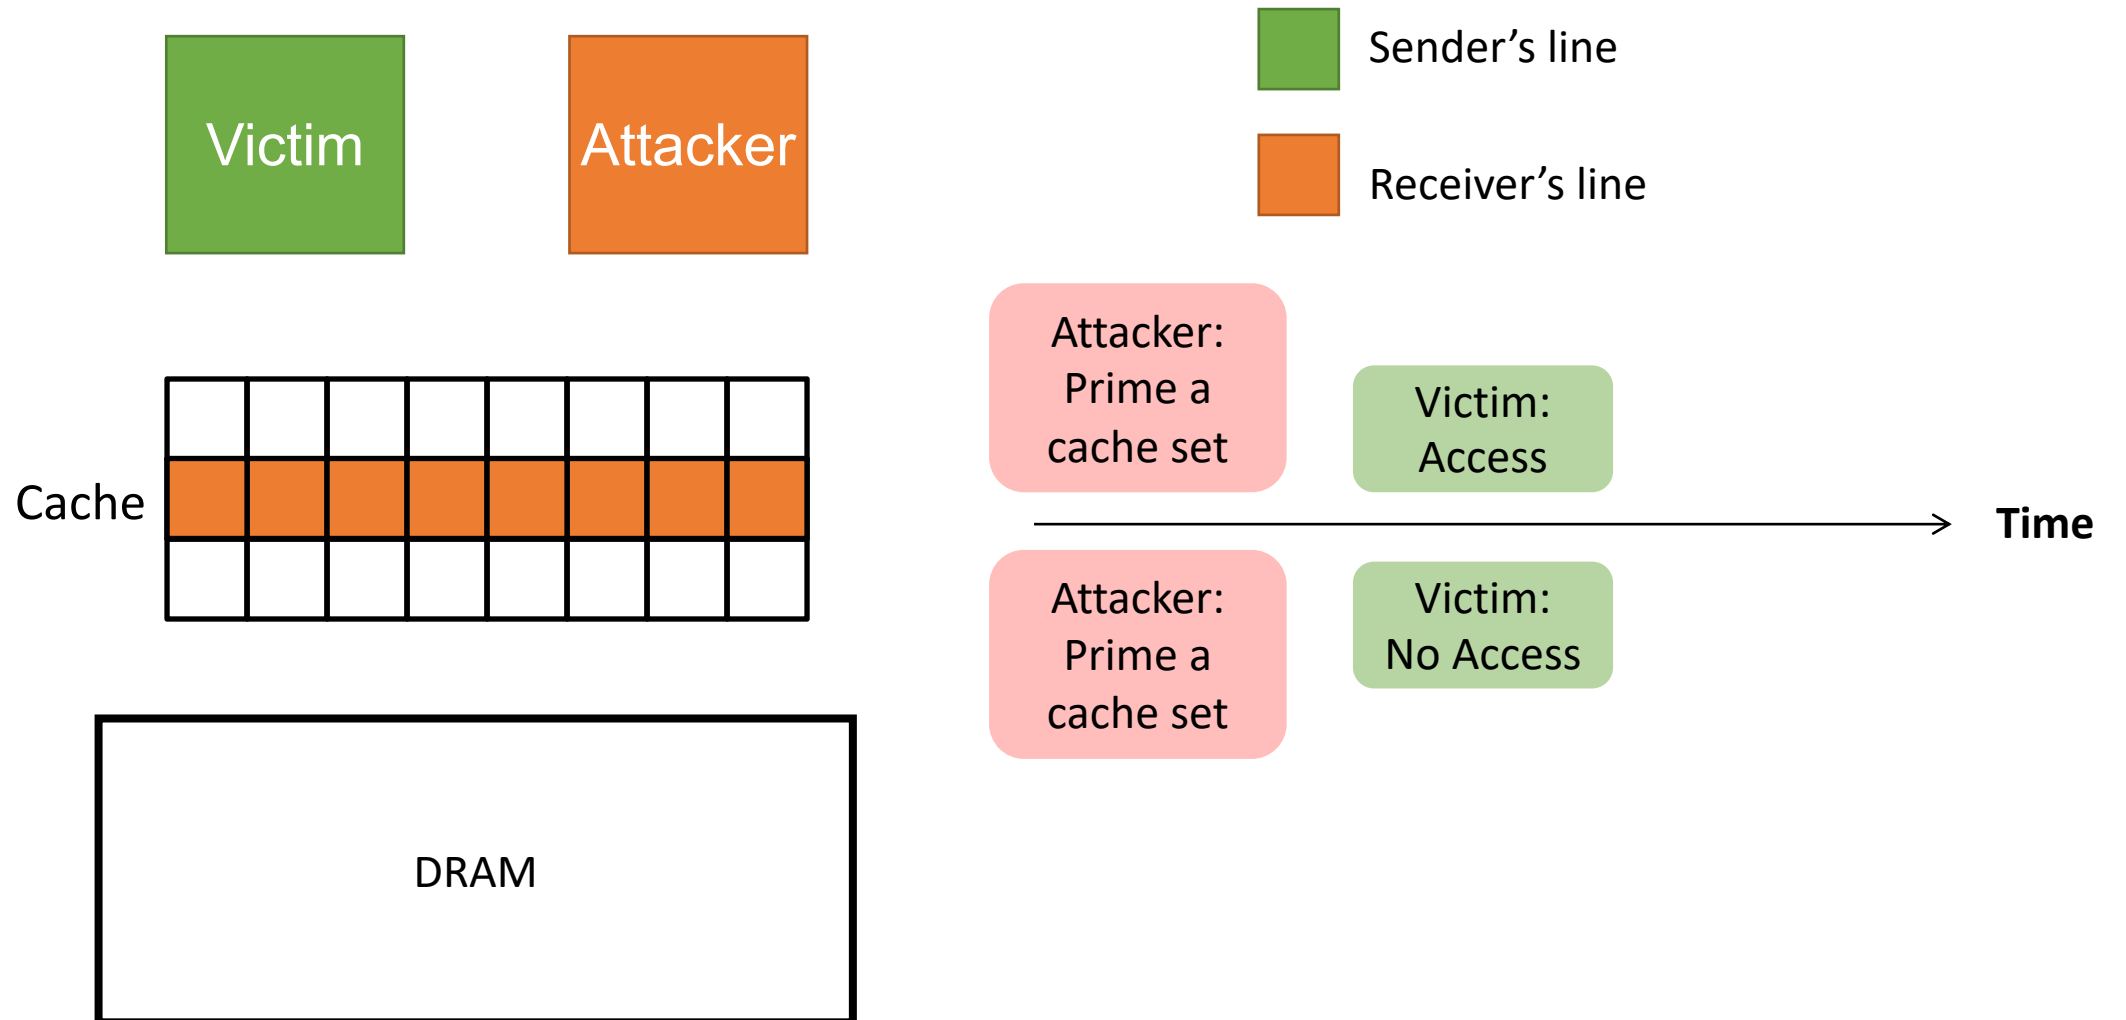 Victim
Attacker
Sender’s line
Receiver’s line
Cache
Attacker:
Prime a
cache set
Victim:
Access
Time
Attacker:
Prime a
cache set
Victim:
No Access
DRAM